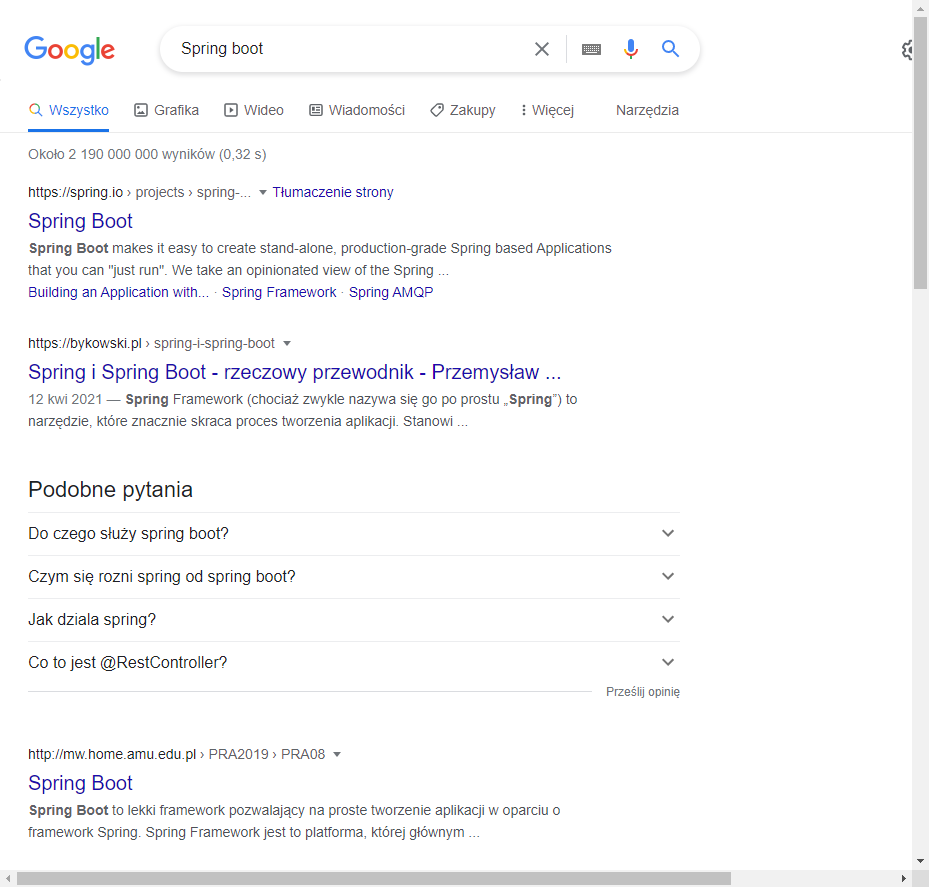 Google
Spring boot
Wszystko Grafika Wideo Wiadomości Zakupy Więcej Narzędzia
Około 2 190 000 000 wyników (0,32 s)
https://spring.io › projects › spring-... Tłumaczenie strony
Spring Boot
Spring Boot makes it easy to create stand-alone, production-grade Spring based Applications
that you can "just run". We take an opinionated view of the Spring ...
Building an Application with... · Spring Framework · Spring AMQP
https://bykowski.pl › spring-i-spring-boot
Spring i Spring Boot - rzeczowy przewodnik - Przemysław ...
12 kwi 2021 — Spring Framework (chociaż zwykle nazywa się go po prostu „Spring”) to
narzędzie, które znacznie skraca proces tworzenia aplikacji. Stanowi ...
Podobne pytania
Do czego służy spring boot?
Czym się rozni spring od spring boot?
Jak dziala spring?
Co to jest @RestController?
Prześlij opinię
http://mw.home.amu.edu.pl › PRA2019 › PRA08
Spring Boot
Spring Boot to lekki framework pozwalający na proste tworzenie aplikacji w oparciu o
framework Spring. Spring Framework jest to platforma, której głównym ...